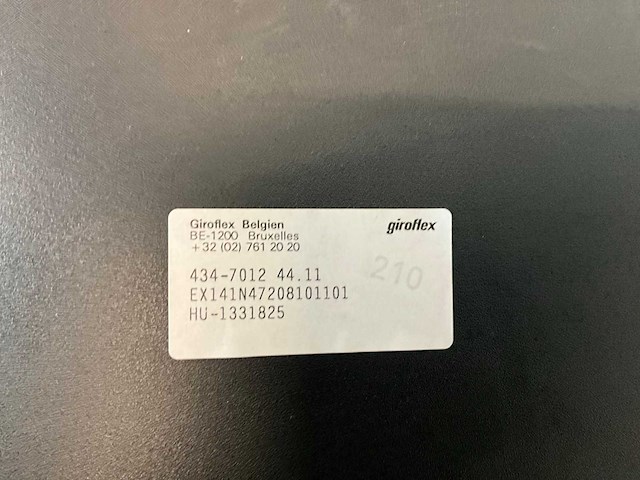 Giroflex Belgien
BE-1200 Bruxelles
+32 (02) 761 20 20
giroflex
434-7012 44.11
210
EX141N47208101101
HU-1331825